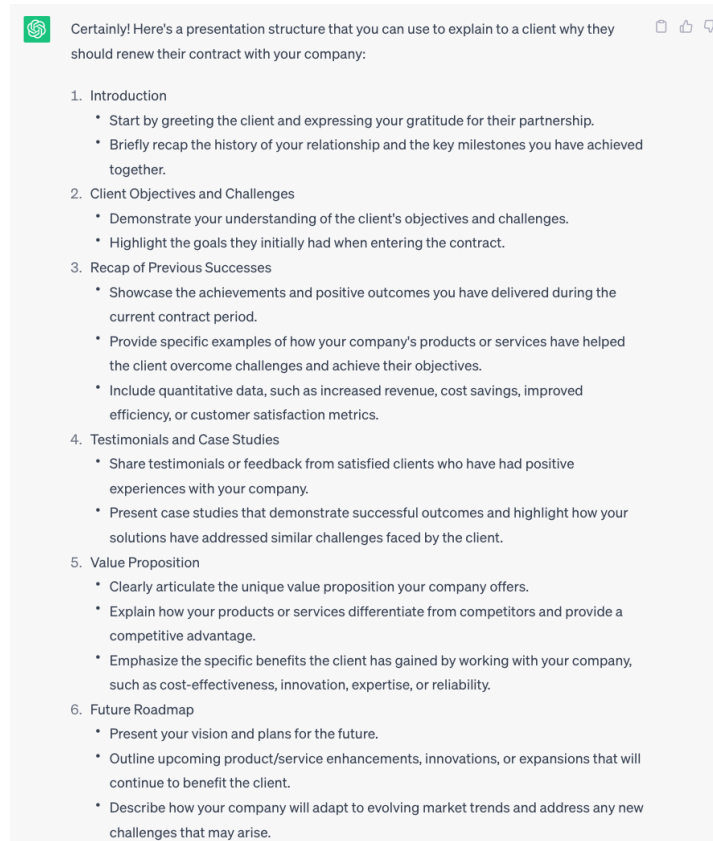 Certainly! Here's a presentation structure that you can use to explain to a client why they
should renew their contract with your company:
1. Introduction
• Start by greeting the client and expressing your gratitude for their partnership.
• Briefly recap the history of your relationship and the key milestones you have achieved
together.
2. Client Objectives and Challenges
• Demonstrate your understanding of the client's objectives and challenges.
• Highlight the goals they initially had when entering the contract.
3. Recap of Previous Successes
• Showcase the achievements and positive outcomes you have delivered during the
current contract period.
• Provide specific examples of how your company's products or services have helped
the client overcome challenges and achieve their objectives.
• Include quantitative data, such as increased revenue, cost savings, improved
efficiency, or customer satisfaction metrics.
4. Testimonials and Case Studies
• Share testimonials or feedback from satisfied clients who have had positive
experiences with your company.
• Present case studies that demonstrate successful outcomes and highlight how your
solutions have addressed similar challenges faced by the client.
5. Value Proposition
• Clearly articulate the unique value proposition your company offers.
• Explain how your products or services differentiate from competitors and provide a
competitive advantage.
• Emphasize the specific benefits the client has gained by working with your company,
such as cost-effectiveness, innovation, expertise, or reliability.
6. Future Roadmap
• Present your vision and plans for the future.
• Outline upcoming product/service enhancements, innovations, or expansions that will
continue to benefit the client.
• Describe how your company will adapt to evolving market trends and address any new
challenges that may arise.